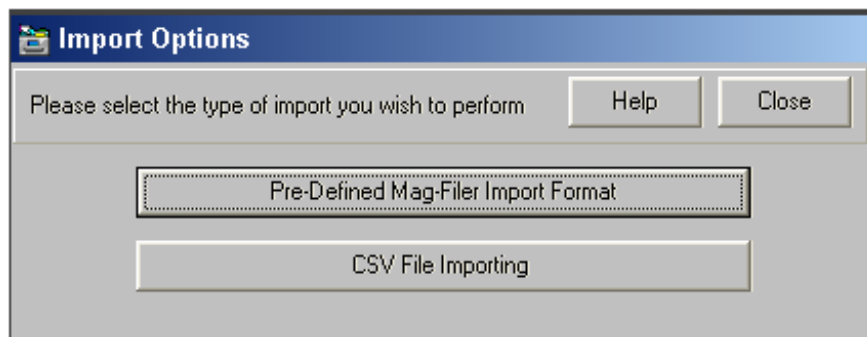 Import Options
Please select the type of import you wish to perform Help Close
Pre-Defined Mag-Filer Import Format
CSV File Importing